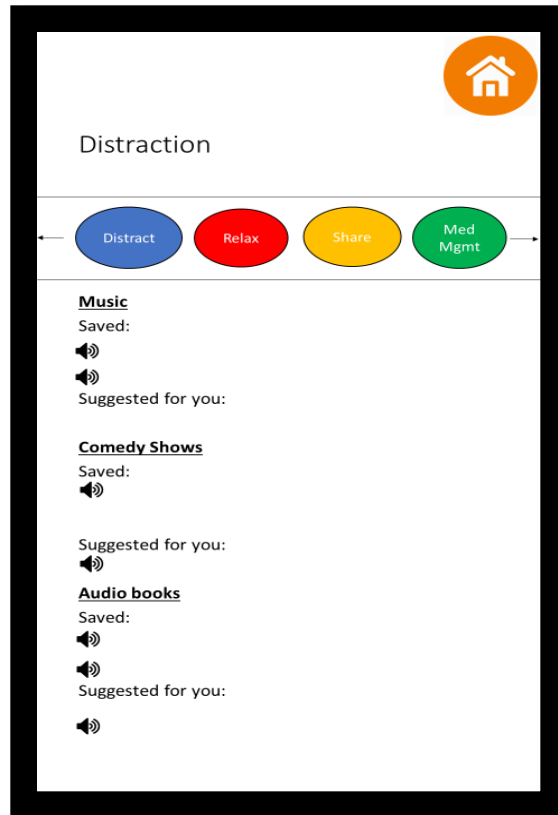 Distraction
Distract
Relax
Share
Med
Mgmt
Music
Saved:
Suggested for you:
Comedy Shows
Saved:
Suggested for you:
Audio books
Saved:
Suggested for you: